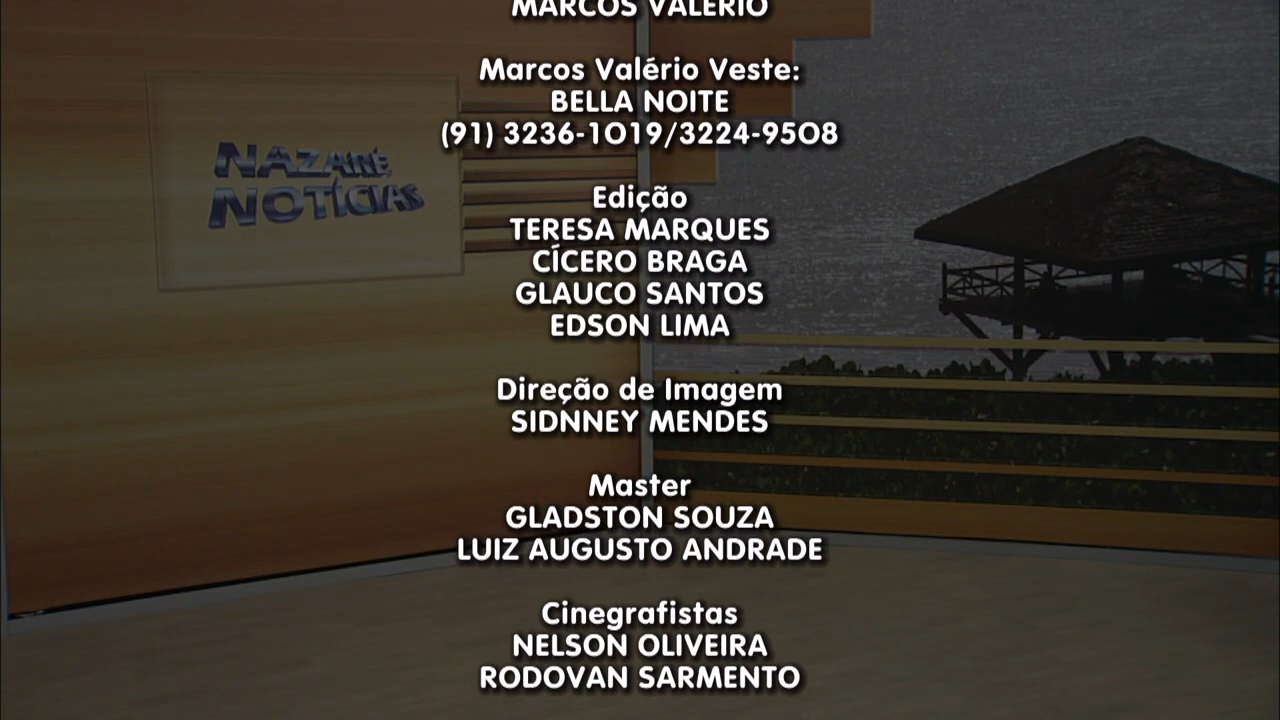 MARCOS VALÉRIO
Marcos Valério Veste:
BELLA NOITE
(91) 3236-1019/3224-9508
NAZARÉ
NOTÍCIAS
Edição
TERESA MARQUES
CÍCERO BRAGA
GLAUCO SANTOS
EDSON LIMA
Direção de Imagem
SIDNNEY MENDES
Master
GLADSTON SOUZA
LUIZ AUGUSTO ANDRADE
Cinegrafistas
NELSON OLIVEIRA
RODOVAN SARMENTO